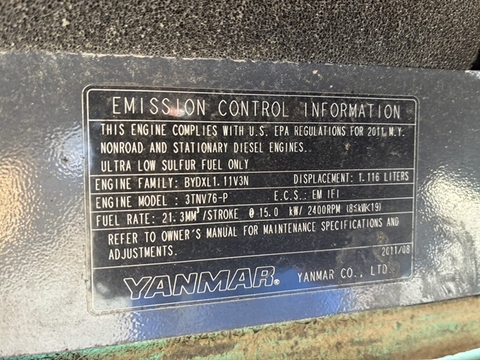 EMISSION CONTROL INFORMATION
THIS ENGINE COMPLIES WITH U.S. EPA REGULATIONS FOR 2011 M.Y.
NONROAD AND STATIONARY DIESEL ENGINES.
ULTRA LOW SULFUR FUEL ONLY
ENGINE FAMILY: BYDXL1.11V3N DISPLACEMENT: 1.116 LITERS
ENGINE MODEL : 3TNV76-P E.C.S.: EM IFI
FUEL RATE: 21.3MM³/STROKE @ 15.0 kW/ 2400RPM (8≤kW<19)
REFER TO OWNER'S MANUAL FOR MAINTENANCE SPECIFICATIONS AND
ADJUSTMENTS. 2011/08
YANMAR® YANMAR CO., LTD.